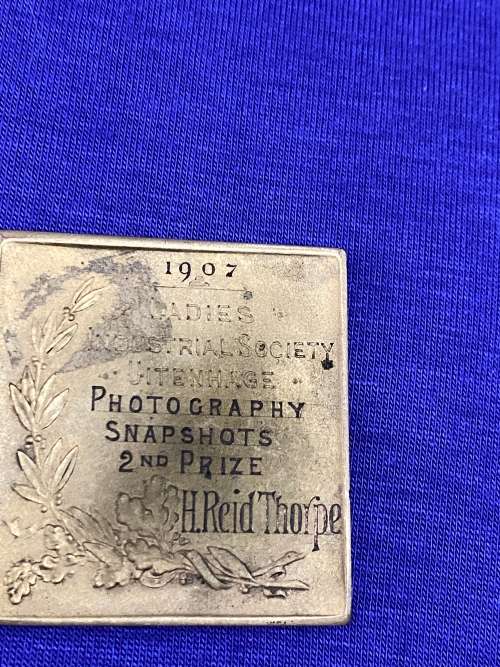 1907
LADIES
INDUSTRIAL SOCIETY
UITENHAGE
PHOTOGRAPHY
SNAPSHOTS
2ND PRIZE
H. Reid Thorpe